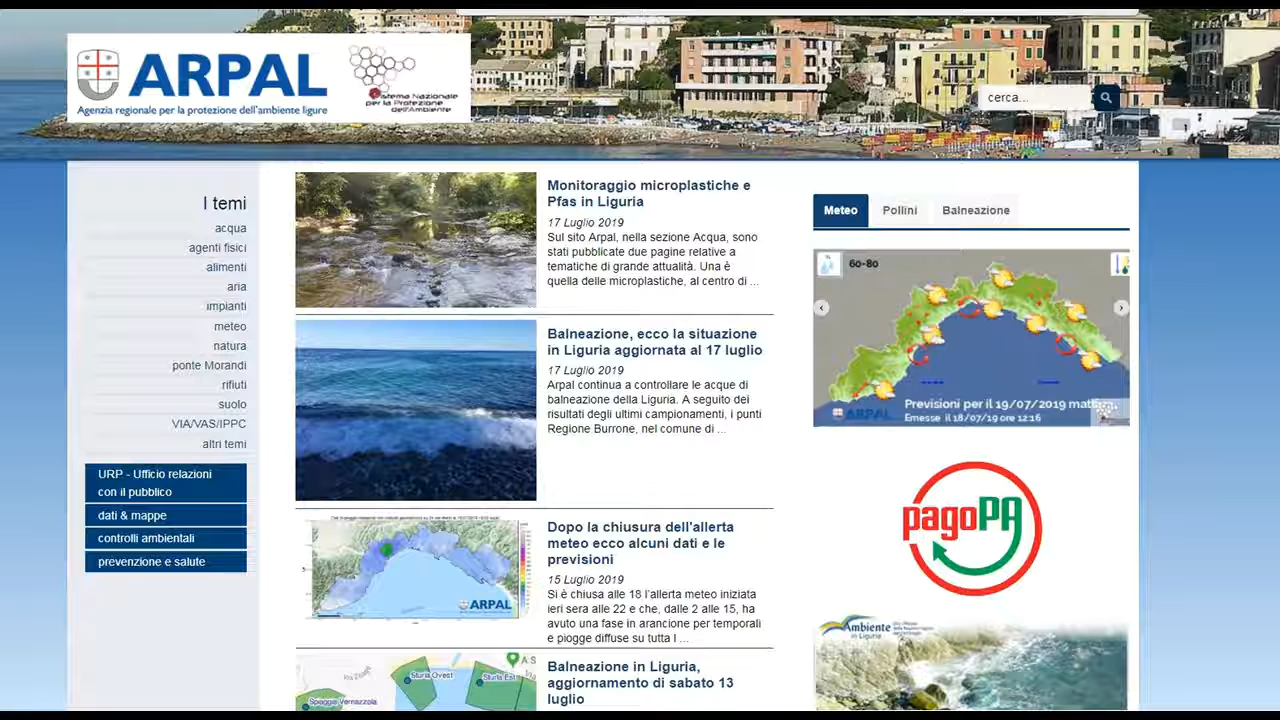 ARPAL
Agenzia regionale per la protezione dell'ambiente ligure
Sistema Nazionale
per la Protezione
dell'Ambiente
cerca...
I temi
acqua
agenti fisici
alimenti
aria
impianti
meteo
natura
ponte Morandi
rifiuti
suolo
VIA/VAS/IPPC
altri temi
URP - Ufficio relazioni
con il pubblico
dati & mappe
controlli ambientali
prevenzione e salute
Monitoraggio microplastiche e
Pfas in Liguria
17 Luglio 2019
Sul sito Arpal, nella sezione Acqua, sono
stati pubblicate due pagine relative a
tematiche di grande attualità. Una è
quella delle microplastiche, al centro di ...
Balneazione, ecco la situazione
in Liguria aggiornata al 17 luglio
17 Luglio 2019
Arpal continua a controllare le acque di
balneazione della Liguria. A seguito dei
risultati degli ultimi campionamenti, i punti
Regione Burrone, nel comune di ...
ARPAL
Dopo la chiusura dell'allerta
meteo ecco alcuni dati e le
previsioni
15 Luglio 2019
Si è chiusa alle 18 l'allerta meteo iniziata
ieri sera alle 22 e che, dalle 2 alle 15, ha
avuto una fase in arancione per temporali
e piogge diffuse su tutta l ...
Sturla Ovest
Sturla Est
Spiaggia Vernazzola
Balneazione in Liguria,
aggiornamento di sabato 13
luglio
Meteo
Pollini
Balneazione
60-80
Previsioni per il 19/07/2019 mattina
Emesse il 18/07/19 ore 12:16
ARPAL
pagoPA
Ambiente
in Liguria